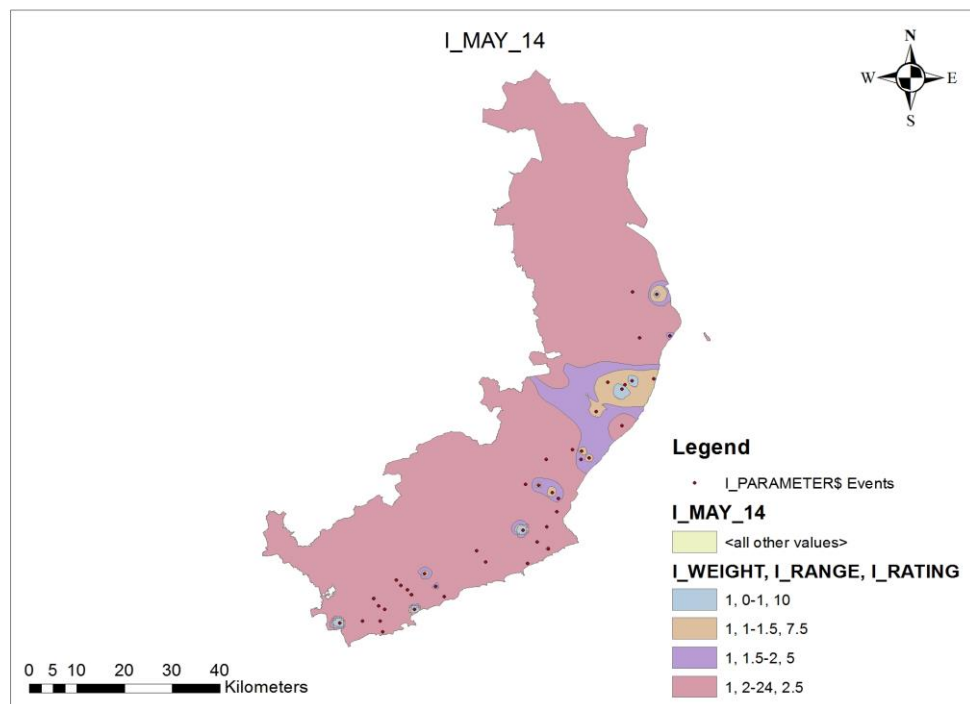 I_MAY_14
N
W E
S
Legend
I_PARAMETER$ Events
I_MAY_14
<all other values>
I_WEIGHT, I_RANGE, I_RATING
1, 0-1, 10
1, 1-1.5, 7.5
1, 1.5-2, 5
1, 2-24, 2.5
0 5 10 20 30 40
Kilometers